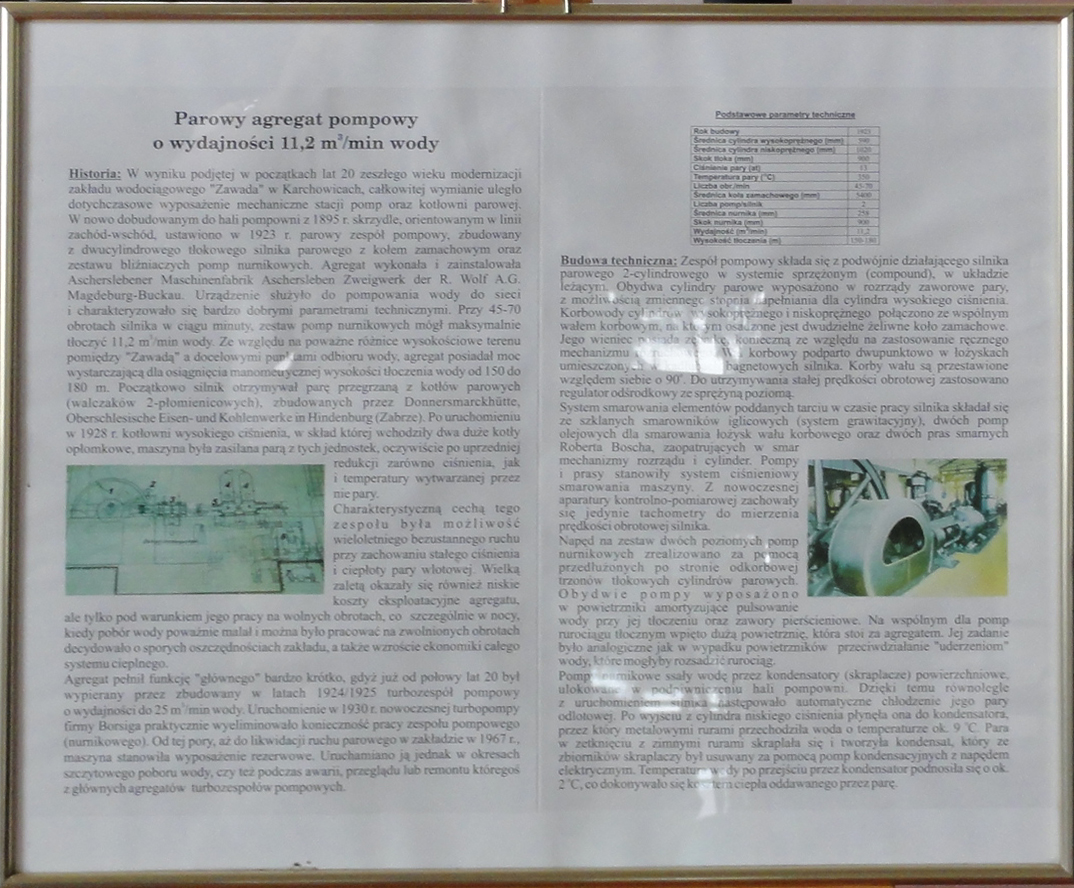 Parowy agregat pompowy
o wydajności 11,2 m³/min wody
Historia: W wyniku podjętej w początkach lat 20 zeszłego wieku modernizacji
zakładu wodociągowego "Zawada" w Karchowicach, całkowitej wymianie uległo
dotychczasowe wyposażenie mechaniczne stacji pomp oraz kotłowni parowej.
W nowo dobudowanym do hali pompowni z 1895 r. skrzydle, orientowanym w linii
zachód-wschód, ustawiono w 1923 r. parowy zespół pompowy, zbudowany
z dwucylindrowego tłokowego silnika parowego z kołem zamachowym oraz
zestawu bliźniaczych pomp nurnikowych. Agregat wykonała i zainstalowała
Ascherslebener Maschinenfabrik Aschersleben Zweigwerk der R. Wolf A.G.
Magdeburg-Buckau. Urządzenie służyło do pompowania wody do sieci
i charakteryzowało się bardzo dobrymi parametrami technicznymi. Przy 45-70
obrotach silnika w ciągu minuty, zestaw pomp nurnikowych mógł maksymalnie
tłoczyć 11,2 m³/min wody. Ze względu na poważne różnice wysokościowe terenu
pomiędzy "Zawadą" a docelowymi punktami odbioru wody, agregat posiadał moc
wystarczającą dla osiągnięcia manometrycznej wysokości tłoczenia wody od 150 do
180 m. Początkowo silnik otrzymywał parę przegrzaną z kotłów parowych
(walczaków 2-płomienicowych), zbudowanych przez Donnersmarckhütte,
Oberschlesische Eisen- und Kohlenwerke in Hindenburg (Zabrze). Po uruchomieniu
w 1928 r. kotłowni wysokiego ciśnienia, w skład której wchodziły dwa duże kotły
opłomkowe, maszyna była zasilana parą z tych jednostek, oczywiście po uprzedniej
redukcji zarówno ciśnienia, jak
i temperatury wytwarzanej przez
nie pary.
Charakterystyczną cechą tego
zespołu była możliwość
wieloletniego bezustannego ruchu
przy zachowaniu stałego ciśnienia
i ciepłoty pary wlotowej. Wielką
zaletą okazały się również niskie
koszty eksploatacyjne agregatu,
ale tylko pod warunkiem jego pracy na wolnych obrotach, co szczególnie w nocy,
kiedy pobór wody poważnie malał i można było pracować na zwolnionych obrotach
decydowało o sporych oszczędnościach zakładu, a także wzroście ekonomiki całego
systemu cieplnego.
Agregat pełnił funkcję "głównego" bardzo krótko, gdyż już od połowy lat 20 był
wypierany przez zbudowany w latach 1924/1925 turbozespół pompowy
o wydajności do 25 m³/min wody. Uruchomienie w 1930 r. nowoczesnej turbopompy
firmy Borsiga praktycznie wyeliminowało konieczność pracy zespołu pompowego
(nurnikowego). Od tej pory, aż do likwidacji ruchu parowego w zakładzie w 1967 r.,
maszyna stanowiła wyposażenie rezerwowe. Uruchamiano ją jednak w okresach
szczytowego poboru wody, czy też podczas awarii, przeglądu lub remontu któregoś
z głównych agregatów turbozespołów pompowych.
Podstawowe parametry techniczne
Rok budowy 1923
Średnica cylindra wysokoprężnego (mm)
Średnica cylindra niskoprężnego (mm)
Skok tłoka (mm) 900
Ciśnienie pary (at) 13
Temperatura pary (°C) 350
Liczba obr./min 45-70
Średnica koła zamachowego (mm) 5400
Liczba pomp/silnik 2
Średnica nurnika (mm)
Skok nurnika (mm) 900
Wydajność (m³/min) 11,2
Wysokość tłoczenia (m) 150-180
Budowa techniczna: Zespół pompowy składa się z podwójnie działającego silnika
parowego 2-cylindrowego w systemie sprzężonym (compound), w układzie
leżącym. Obydwa cylindry parowe wyposażono w rozrządy zaworowe pary,
z możliwością zmiennego stopnia napełniania dla cylindra wysokiego ciśnienia.
Korbowody cylindrów wysokoprężnego i niskoprężnego połączono ze wspólnym
wałem korbowym, na którym osadzone jest dwudzielne żeliwne koło zamachowe.
Jego wieniec konieczną ze względu na zastosowanie ręcznego
mechanizmu korbowy podparto dwupunktowo w łożyskach
umieszczonych bagnetowych silnika. Korby wału są przestawione
względem siebie o 90°. Do utrzymywania stałej prędkości obrotowej zastosowano
regulator odśrodkowy ze sprężyną poziomą.
System smarowania elementów poddanych tarciu w czasie pracy silnika składał się
ze szklanych smarowników iglicowych (system grawitacyjny), dwóch pomp
olejowych dla smarowania łożysk wału korbowego oraz dwóch pras smarnych
Roberta Boscha, zaopatrujących w smar
mechanizmy rozrządu i cylinder. Pompy
i prasy stanowiły system ciśnieniowy
smarowania maszyny. Z nowoczesnej
aparatury kontrolno-pomiarowej zachowały
się jedynie tachometry do mierzenia
prędkości obrotowej silnika.
Napęd na zestaw dwóch poziomych pomp
nurnikowych zrealizowano za pomocą
przedłużonych po stronie odkorbowej
trzonów tłokowych cylindrów parowych.
Obydwie pompy wyposażono
w powietrzniki amortyzujące pulsowanie
wody przy jej tłoczeniu oraz zawory pierścieniowe. Na wspólnym dla pomp
rurociągu tłocznym wpięto dużą powietrznię, która stoi za agregatem. Jej zadanie
było analogiczne jak w wypadku powietrzników przeciwdziałanie "uderzeniom"
wody, które mogłyby rozsadzić rurociąg.
Pompy nurnikowe ssały wodę przez kondensatory (skraplacze) powierzchniowe,
ulokowane w podpiwniczeniu hali pompowni. Dzięki temu równolegle
z uruchomieniem silnika następowało automatyczne chłodzenie jego pary
odlotowej. Po wyjściu z cylindra niskiego ciśnienia płynęła ona do kondensatora,
przez który metalowymi rurami przechodziła woda o temperaturze ok. 9 °C. Para
w zetknięciu z zimnymi rurami skraplała się i tworzyła kondensat, który ze
zbiorników skraplaczy był usuwany za pomocą pomp kondensacyjnych z napędem
elektrycznym. Temperatura wody po przejściu przez kondensator podnosiła się o ok.
2 °C, co dokonywało się kosztem ciepła oddawanego przez parę.